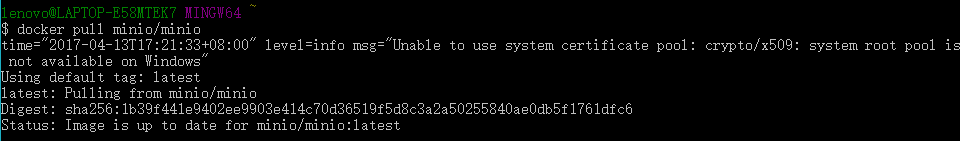 lenovo@LAPTOP-E58MTEK7 MINGW64 ~
$ docker pull minio/minio
time="2017-04-13T17:21:33+08:00" level=info msg="Unable to use system certificate pool: crypto/x509: system root pool is
 not available on Windows"
Using default tag: latest
latest: Pulling from minio/minio
Digest: sha256:1b39f441e9402ee9903e414c70d36519f5d8c3a2a50255840ae0db5f1761dfc6
Status: Image is up to date for minio/minio:latest